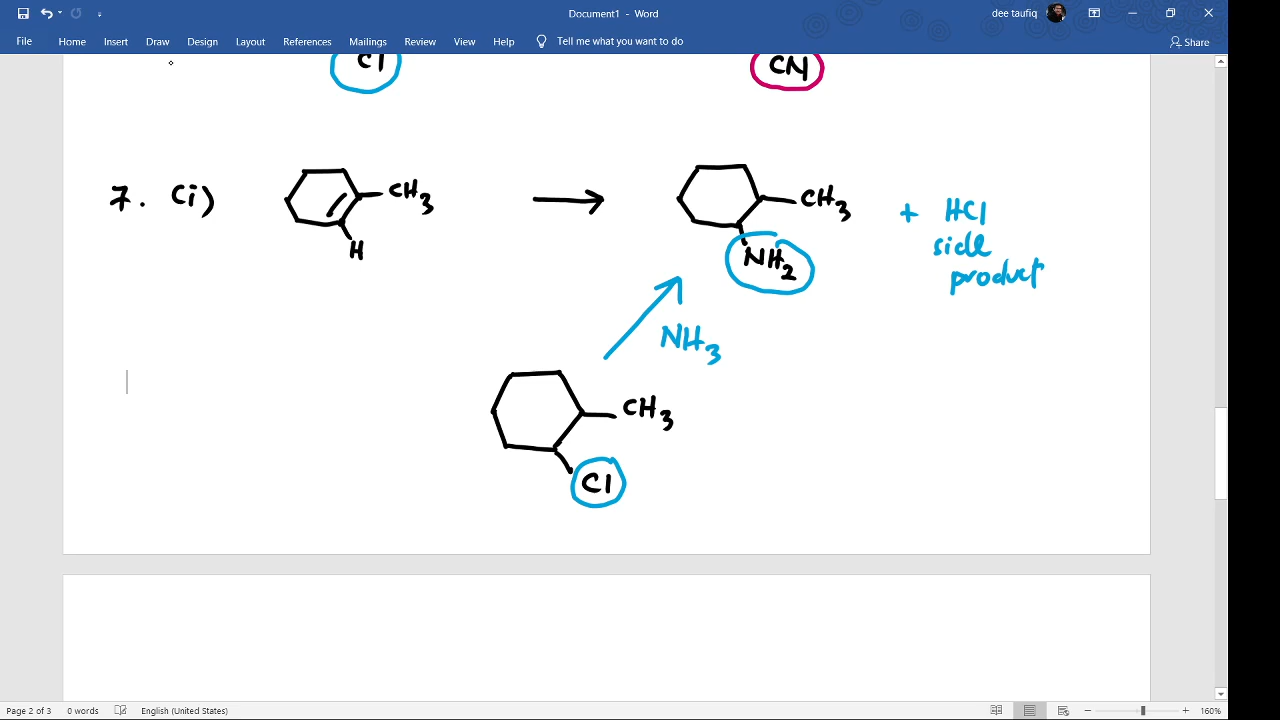 Document1 - Word
dee taufiq
File Home Insert Draw Design Layout References Mailings Review View Help Tell me what you want to do
Share
Cl
CN
7. Ci)
CH3
H
CH3
NH2
+ HCl
side
product
NH3
CH3
Cl
Page 2 of 3 0 words English (United States)
160%